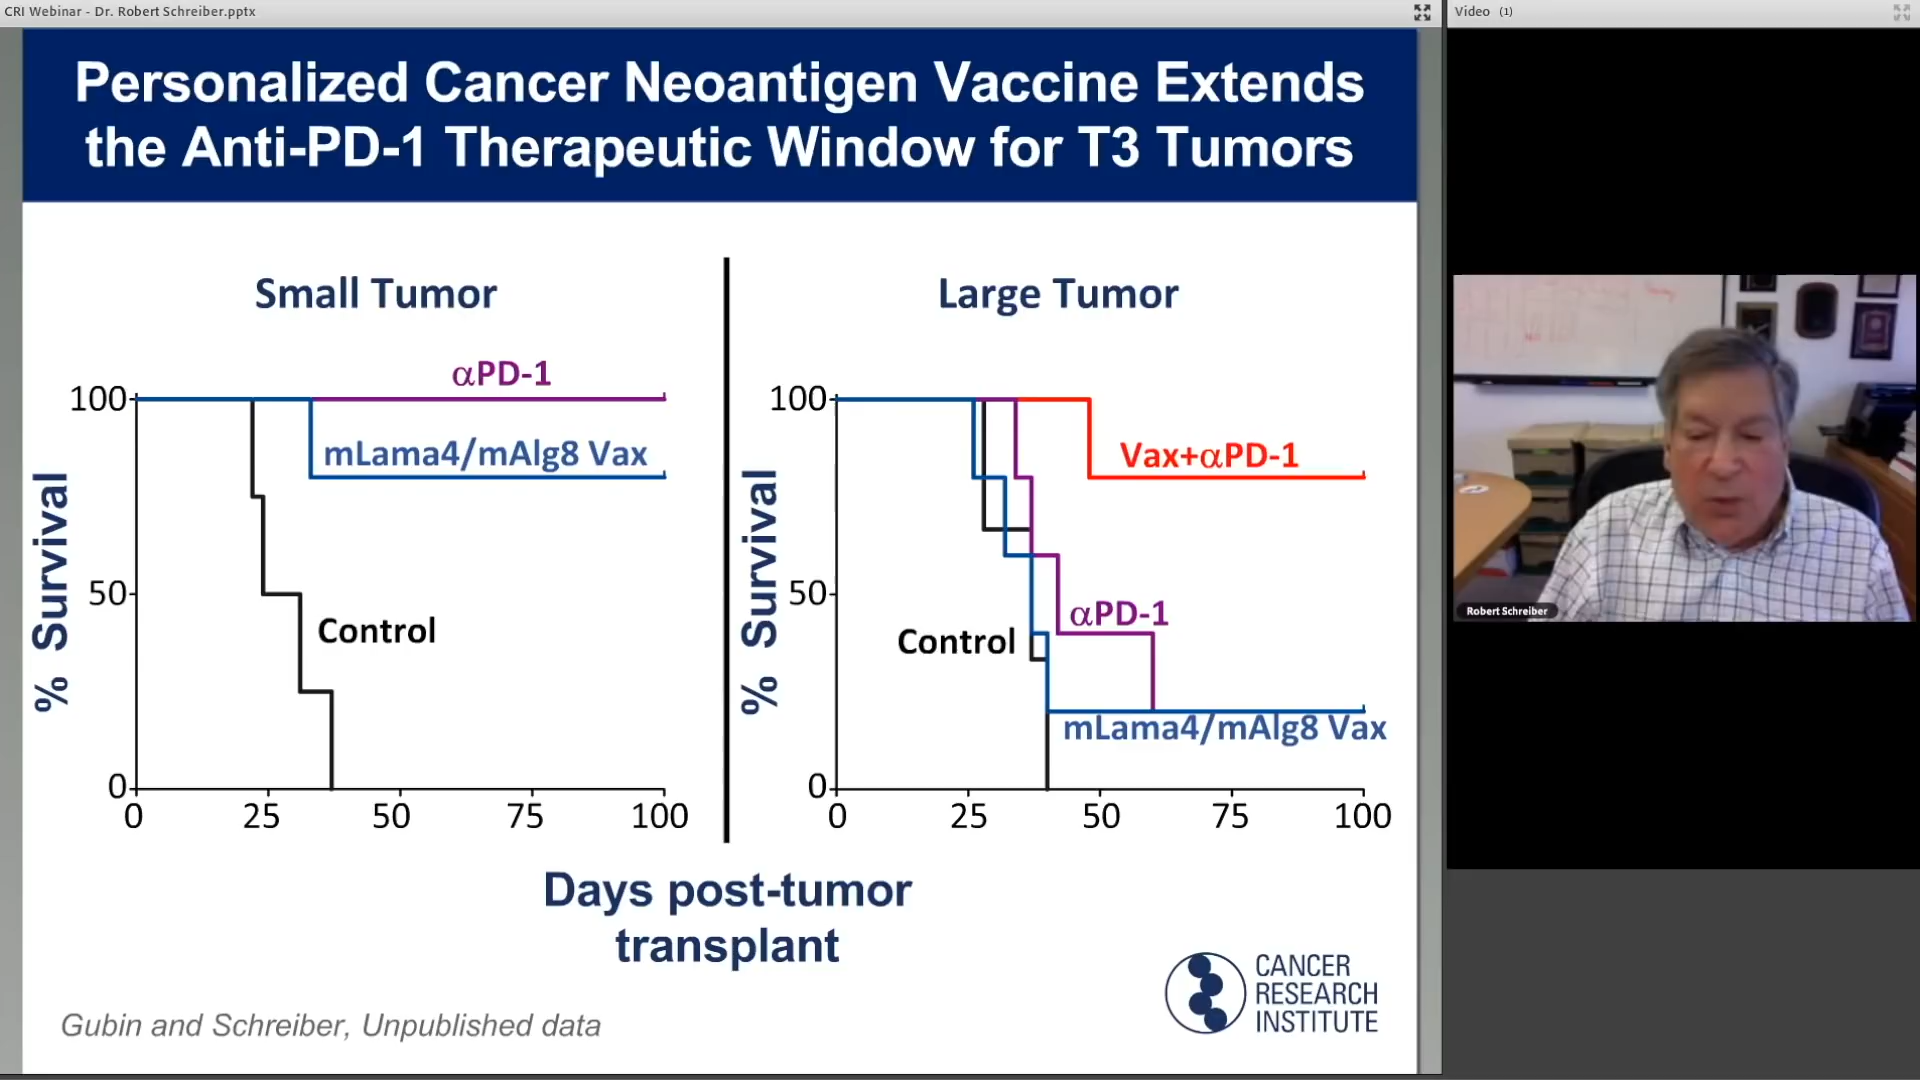 CRI Webinar - Dr. Robert Schreiber.pptx
Video (1)
Personalized Cancer Neoantigen Vaccine Extends
the Anti-PD-1 Therapeutic Window for T3 Tumors
Small Tumor
αPD-1
mLama4/mAlg8 Vax
Control
% Survival
100
50
0
0 25 50 75 100
Large Tumor
Vax+αPD-1
αPD-1
Control
mLama4/mAlg8 Vax
% Survival
100
50
0
0 25 50 75 100
Days post-tumor
transplant
Gubin and Schreiber, Unpublished data
CANCER
RESEARCH
INSTITUTE
Robert Schreiber